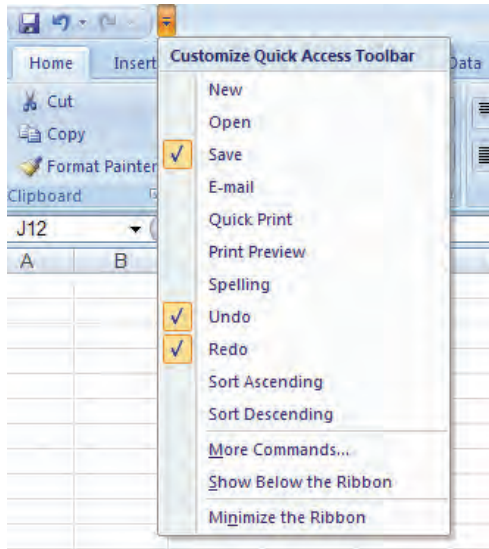 Home Insert Data
Customize Quick Access Toolbar
Cut
Copy
Format Painter
Clipboard
J12
A B
New
Open
Save
E-mail
Quick Print
Print Preview
Spelling
Undo
Redo
Sort Ascending
Sort Descending
More Commands...
Show Below the Ribbon
Minimize the Ribbon